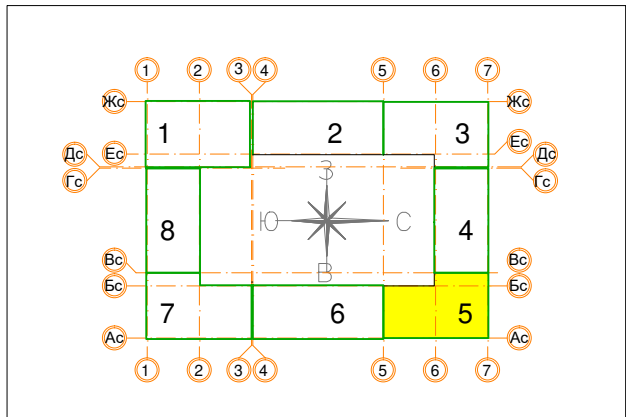 1 2 3 4 5 6 7
Жс Жс
1 2 3
Ес
Дс Ес Дс
Гс Гс
З
8 Ю С 4
В
Вс Вс
Бс Бс
7 6 5
Ас Ас
1 2 3 4 5 6 7